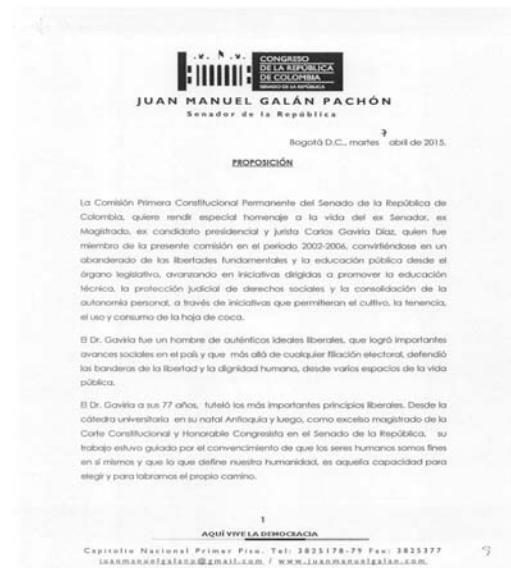 CONGRESO
DE LA REPÚBLICA
DE COLOMBIA
SENADO DE LA REPÚBLICA
JUAN MANUEL GALÁN PACHÓN
Senador de la República
7
Bogotá D.C., martes abril de 2015.
PROPOSICIÓN
La Comisión Primera Constitucional Permanente del Senado de la República de
Colombia, quiere rendir especial homenaje a la vida del ex Senador, ex
Magistrado, ex candidato presidencial y jurista Carlos Gaviria Díaz, quien fue
miembro de la presente comisión en el periodo 2002-2006, convirtiéndose en un
abanderado de las libertades fundamentales y la educación pública desde el
órgano legislativo, avanzando en iniciativas dirigidas a promover la educación
técnica, la protección judicial de derechos sociales y la consolidación de la
autonomía personal, a través de iniciativas que permitieran el cultivo, la tenencia,
el uso y consumo de la hoja de coca.
El Dr. Gaviria fue un hombre de auténticos ideales liberales, que logró importantes
avances sociales en el país y que más allá de cualquier filiación electoral, defendió
las banderas de la libertad y la dignidad humana, desde varios espacios de la vida
pública.
El Dr. Gaviria a sus 77 años, tuteló los más importantes principios liberales. Desde la
cátedra universitaria en su natal Antioquia y luego, como excelso magistrado de la
Corte Constitucional y Honorable Congresista en el Senado de la República, su
trabajo estuvo guiado por el convencimiento de que los seres humanos somos fines
en sí mismos y que lo que define nuestra humanidad, es aquella capacidad para
elegir y para labrarnos el propio camino.
1
AQUÍ VIVE LA DEMOCRACIA
Capitolio Nacional Primer Piso. Tel: 3825178-79 Fax: 3825377
juanmanuelgalanp@gmail.com / www.juanmanuelgalan.com